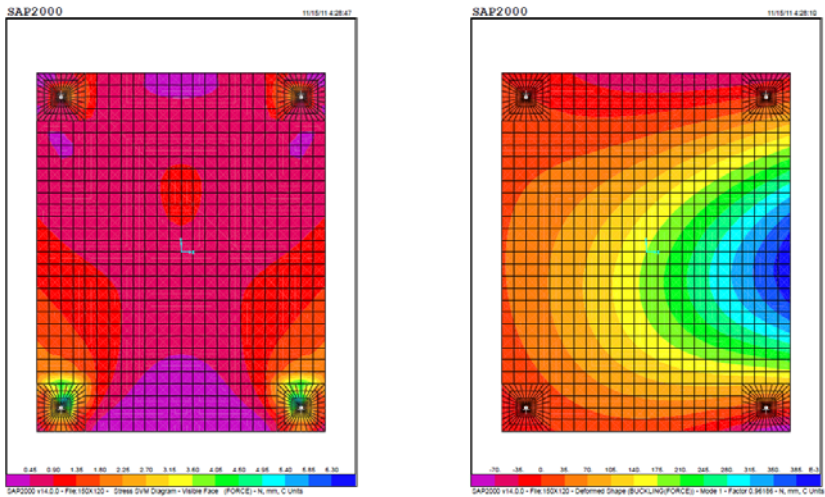 SAP2000 11/15/11 4:28:47
0.45 0.90 1.35 1.80 2.25 2.70 3.15 3.60 4.05 4.50 4.95 5.40 5.85 6.30
SAP2000 v14.0.0 - File:150X120 - Stress SVM Diagram - Visible Face (FORCE) - N, mm, C Units
SAP2000 11/15/11 4:28:10
-70. -35. 0. 35. 70. 105. 140. 175. 210. 245. 280. 315. 350. 385. E-3
SAP2000 v14.0.0 - File:150X120 - Deformed Shape (BUCKLING(FORCE)) - Mode 1 - Factor 0.96186 - N, mm, C Units